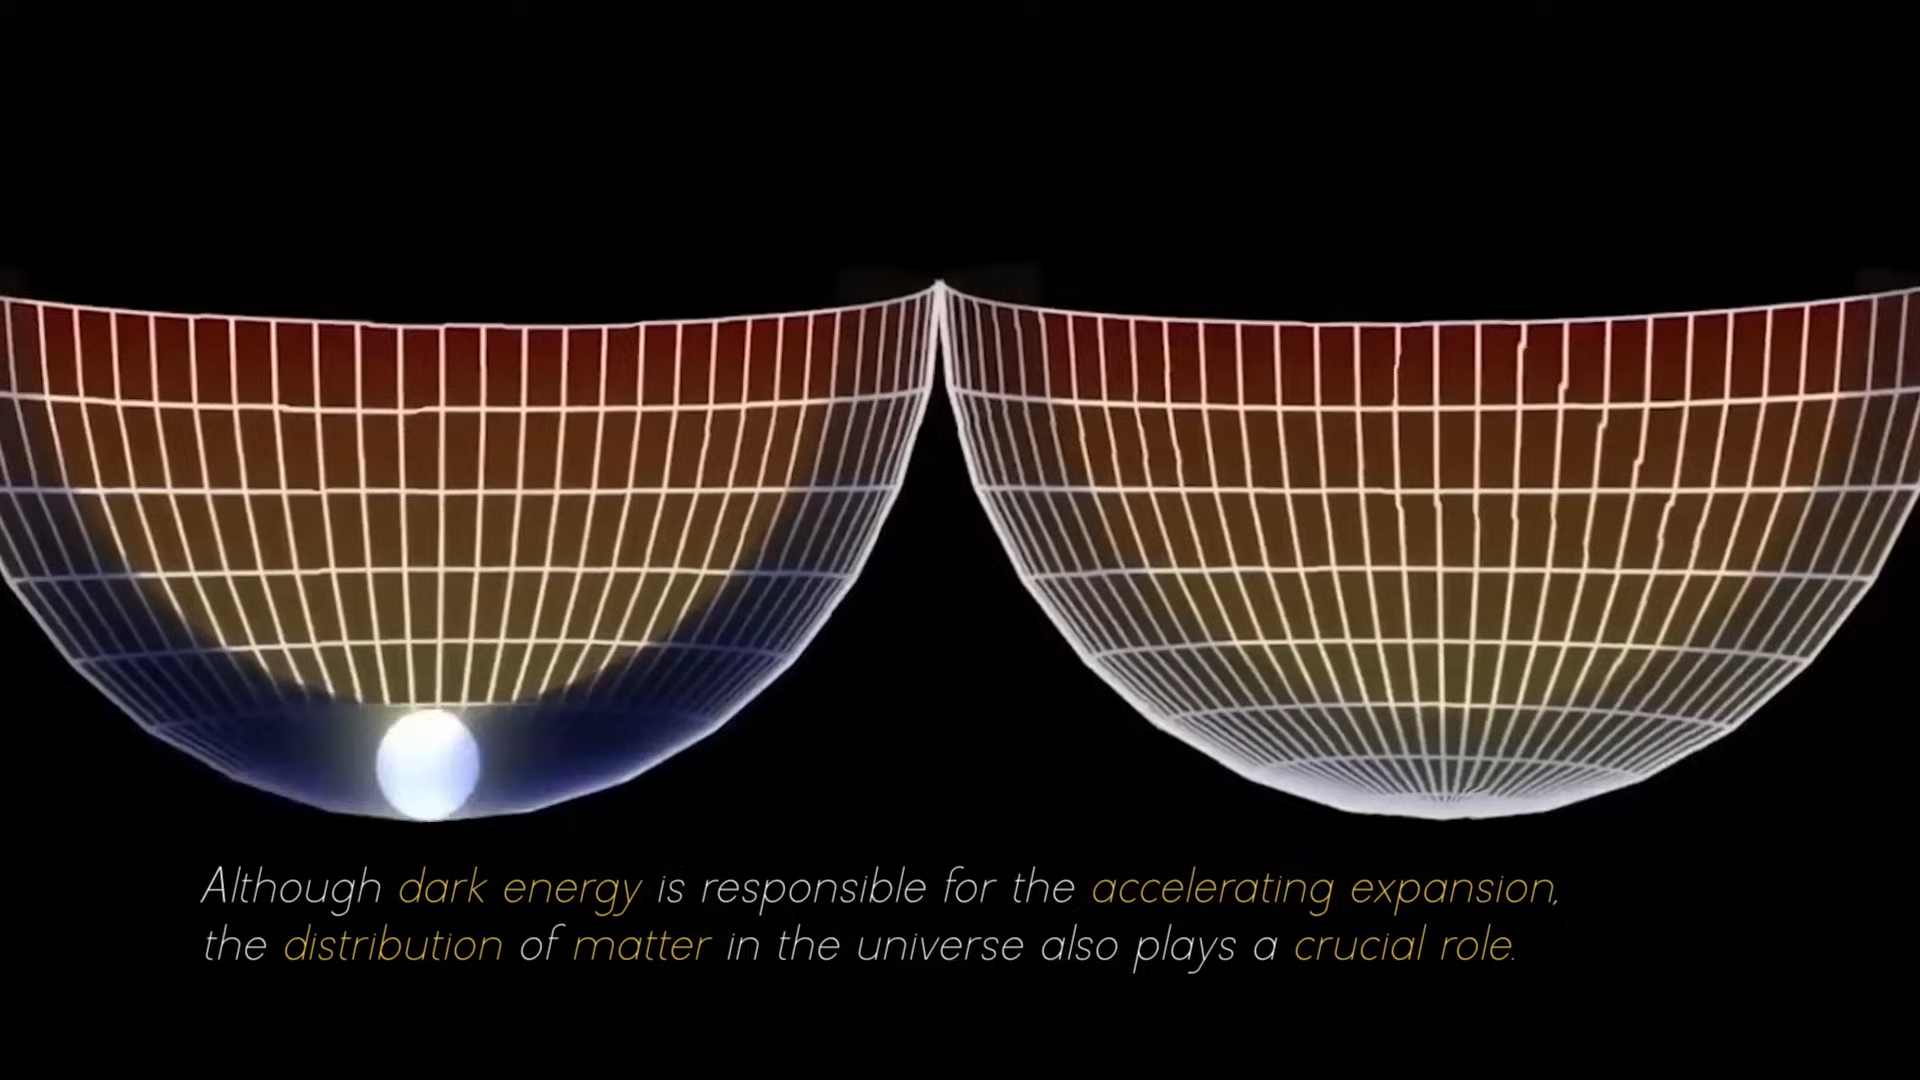 Although dark energy is responsible for the accelerating expansion,
the distribution of matter in the universe also plays a crucial role.